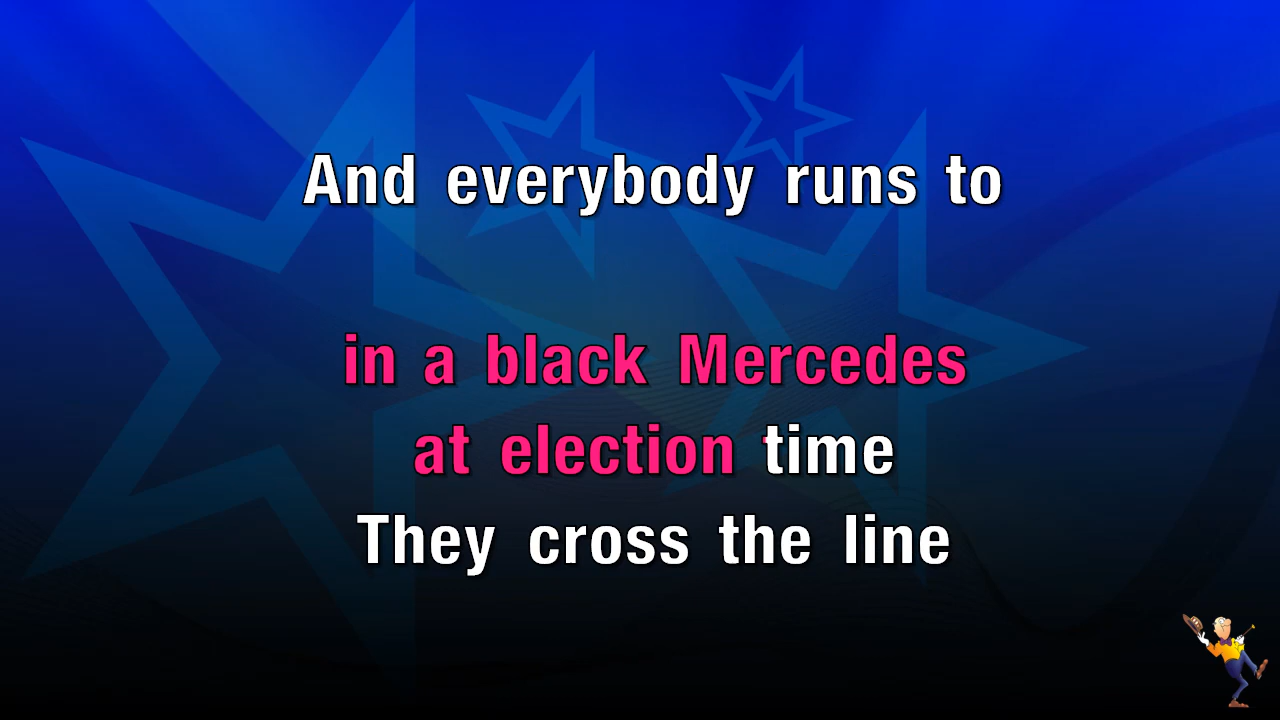 And everybody runs to
in a black Mercedes
at election time
They cross the line